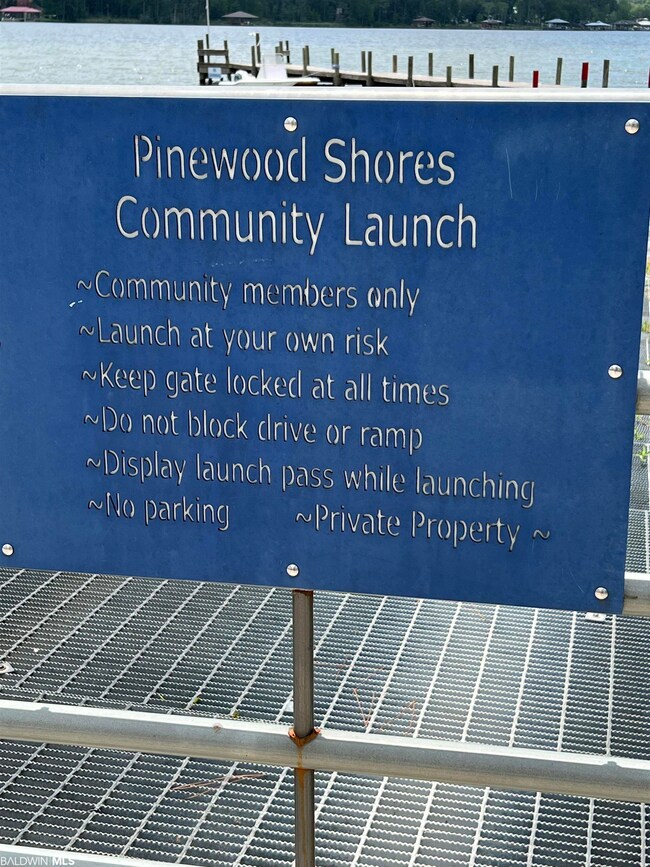 Pinewood Shores
Community Launch
~Community members only
~Launch at your own risk
~Keep gate locked at all times
~Do not block drive or ramp
~Display launch pass while launching
~No parking ~Private Property ~
BALDWIN MLS